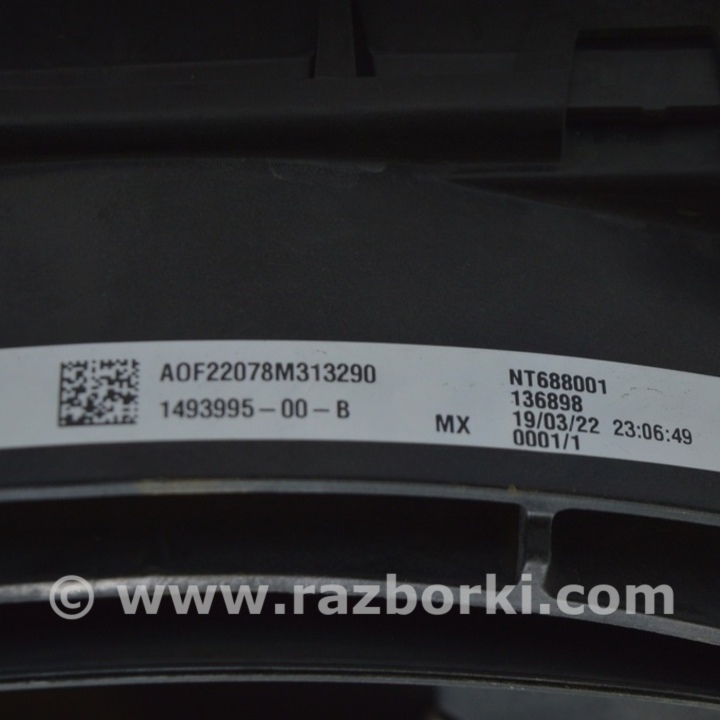 AOF22078M313290
1493995-00-B
MX
NT688001
136898
19/03/22 23:06:49
0001/1
© www.razborki.com